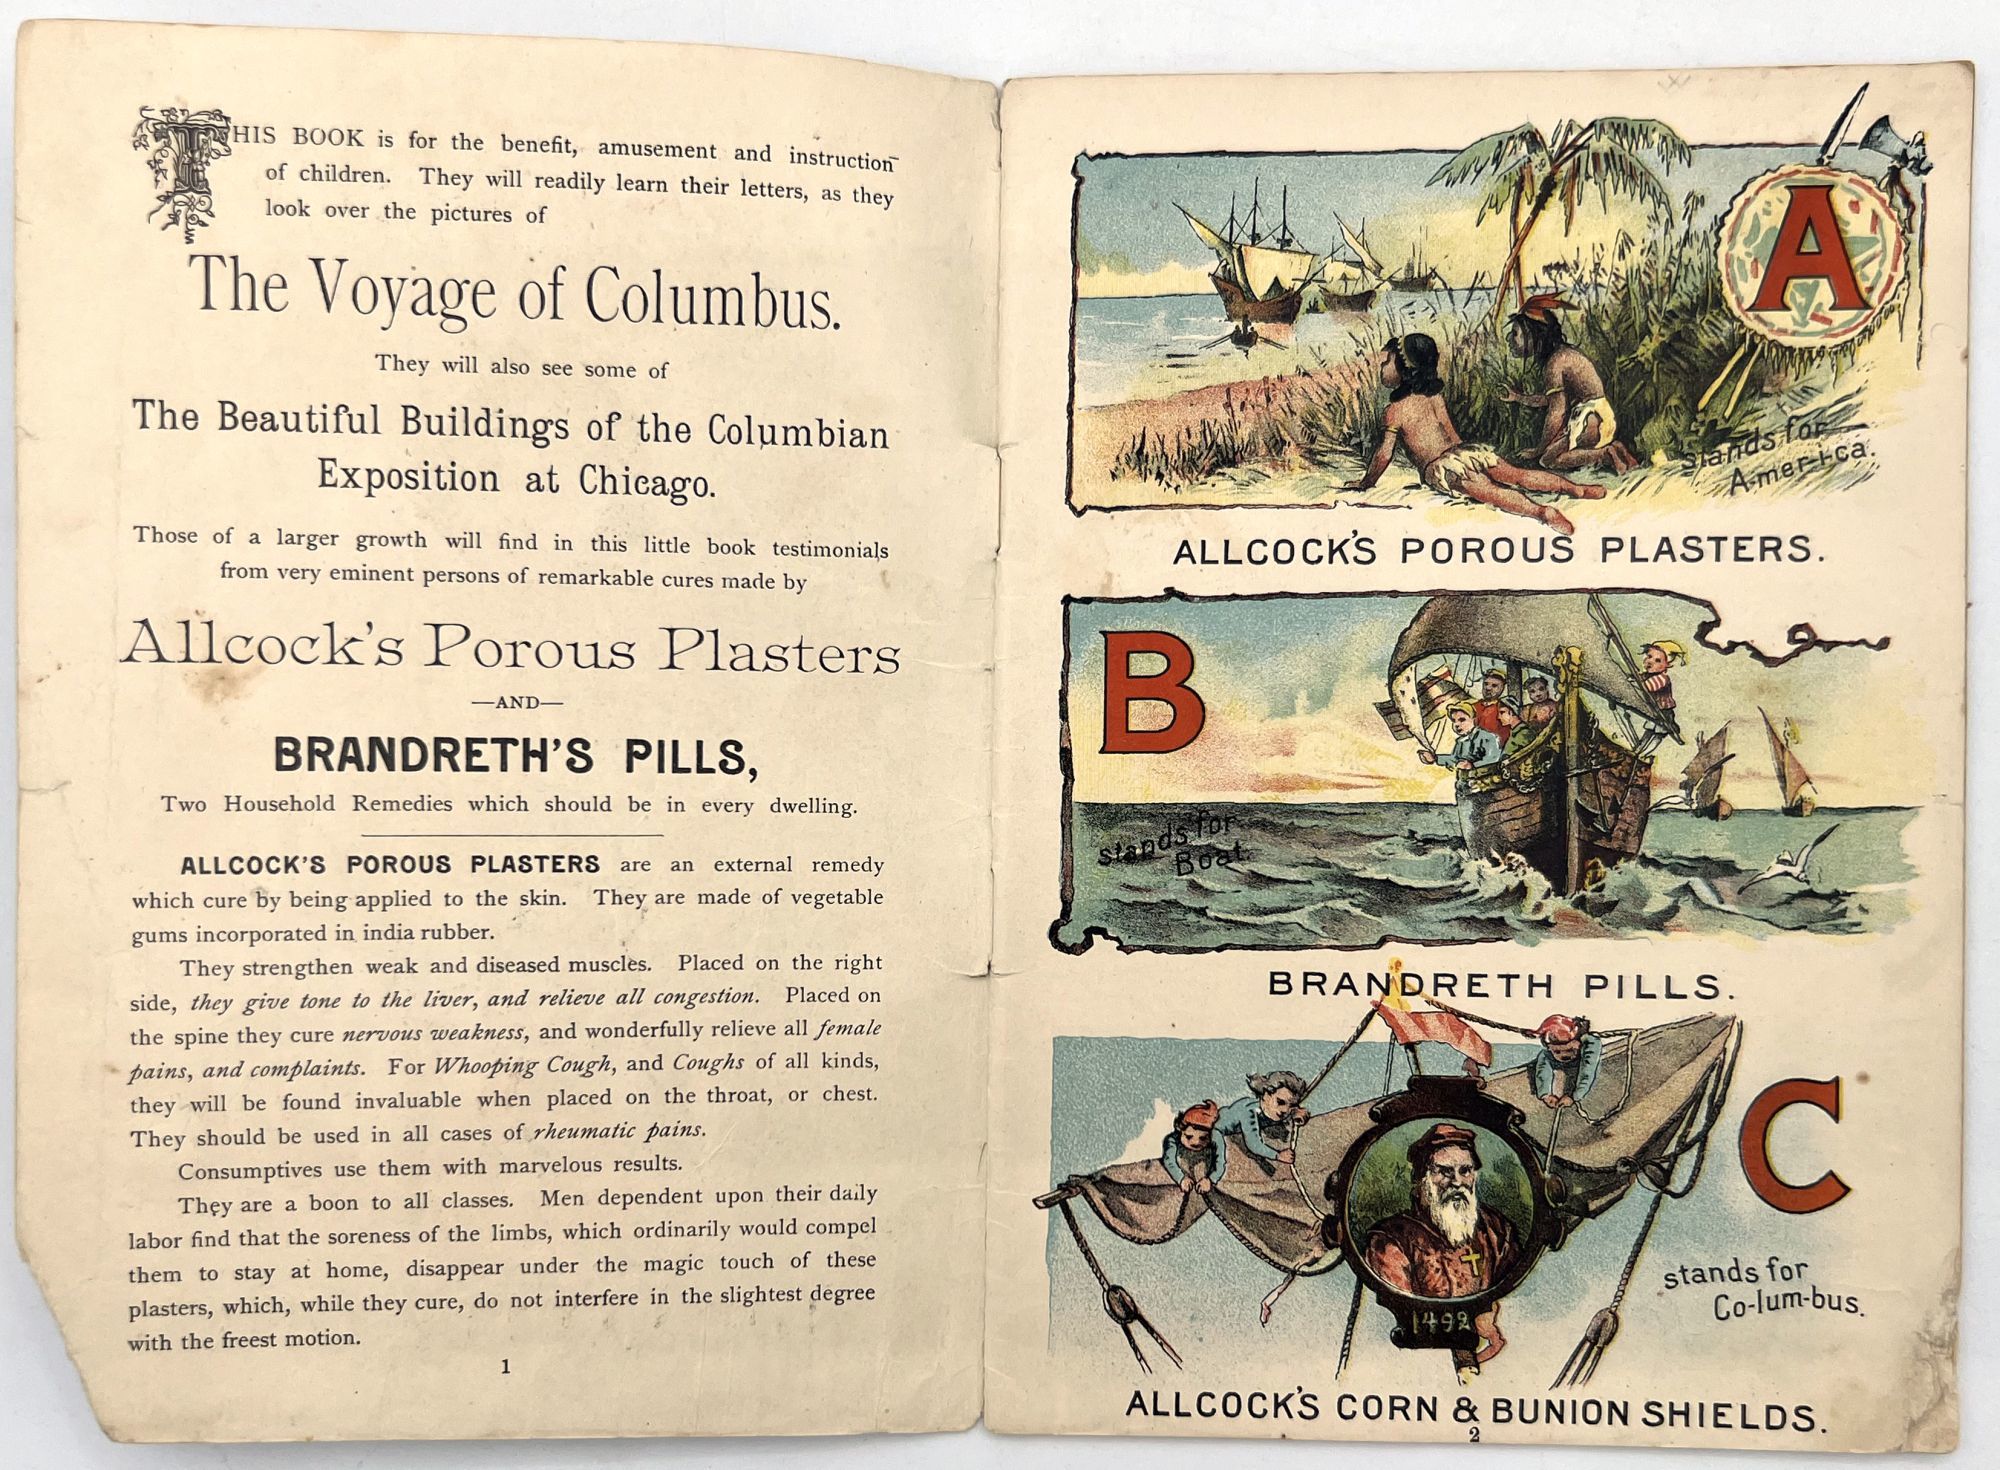 THIS BOOK is for the benefit, amusement and instruction
of children. They will readily learn their letters, as they
look over the pictures of
The Voyage of Columbus.
They will also see some of
The Beautiful Buildings of the Columbian
Exposition at Chicago.
Those of a larger growth will find in this little book testimonials
from very eminent persons of remarkable cures made by
Allcock's Porous Plasters
—AND—
BRANDRETH'S PILLS,
Two Household Remedies which should be in every dwelling.
ALLCOCK'S POROUS PLASTERS are an external remedy
which cure by being applied to the skin. They are made of vegetable
gums incorporated in india rubber.
They strengthen weak and diseased muscles. Placed on the right
side, they give tone to the liver, and relieve all congestion. Placed on
the spine they cure nervous weakness, and wonderfully relieve all female
pains, and complaints. For Whooping Cough, and Coughs of all kinds,
they will be found invaluable when placed on the throat, or chest.
They should be used in all cases of rheumatic pains.
Consumptives use them with marvelous results.
They are a boon to all classes. Men dependent upon their daily
labor find that the soreness of the limbs, which ordinarily would compel
them to stay at home, disappear under the magic touch of these
plasters, which, while they cure, do not interfere in the slightest degree
with the freest motion.
1
A
stands for
A-mer-i-ca.
ALLCOCK'S POROUS PLASTERS.
B
stands for
Boat.
BRANDRETH PILLS.
C
stands for
Co-lum-bus.
1492
ALLCOCK'S CORN & BUNION SHIELDS.
2